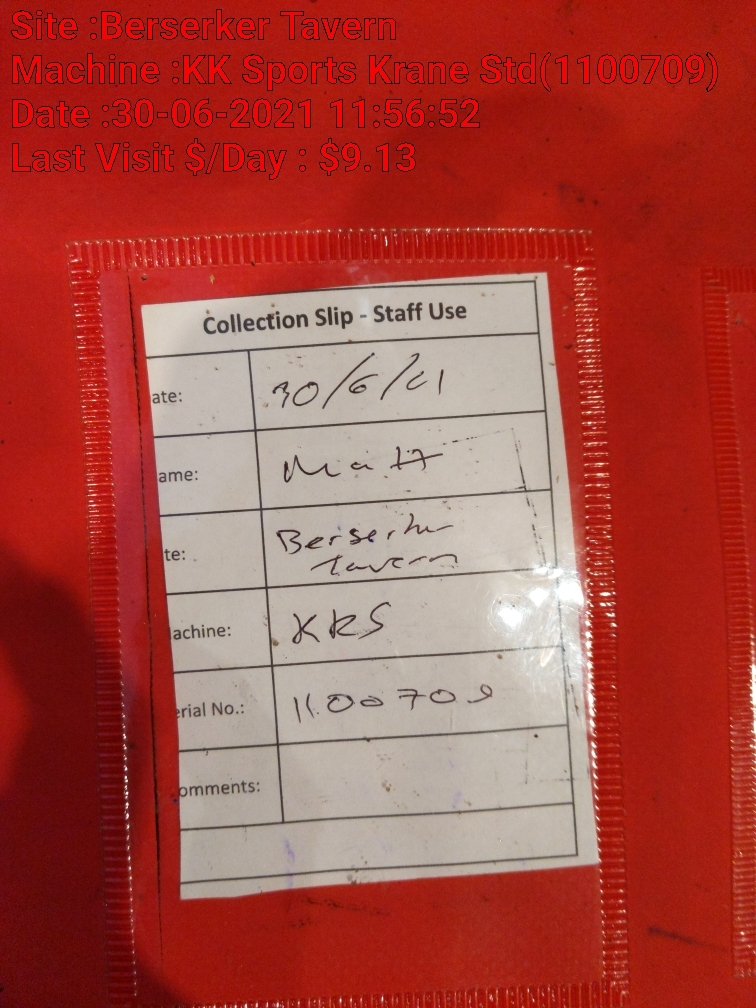 Site :Berserker Tavern
Machine :KK Sports Krane Std(1100709)
Date :30-06-2021 11:56:52
Last Visit $/Day : $9.13
Collection Slip - Staff Use
ate: 30/6/21
ame: Matt
te: Berserker
Tavern
achine: KKS
erial No.: 1100709
omments: